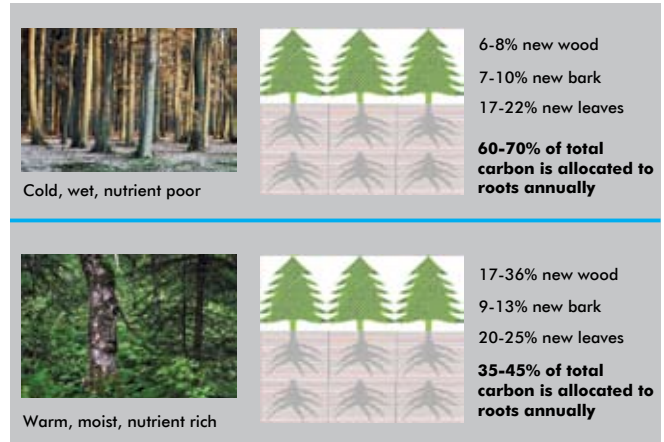 6-8% new wood
7-10% new bark
17-22% new leaves
60-70% of total
carbon is allocated to
roots annually
Cold, wet, nutrient poor
17-36% new wood
9-13% new bark
20-25% new leaves
35-45% of total
carbon is allocated to
roots annually
Warm, moist, nutrient rich